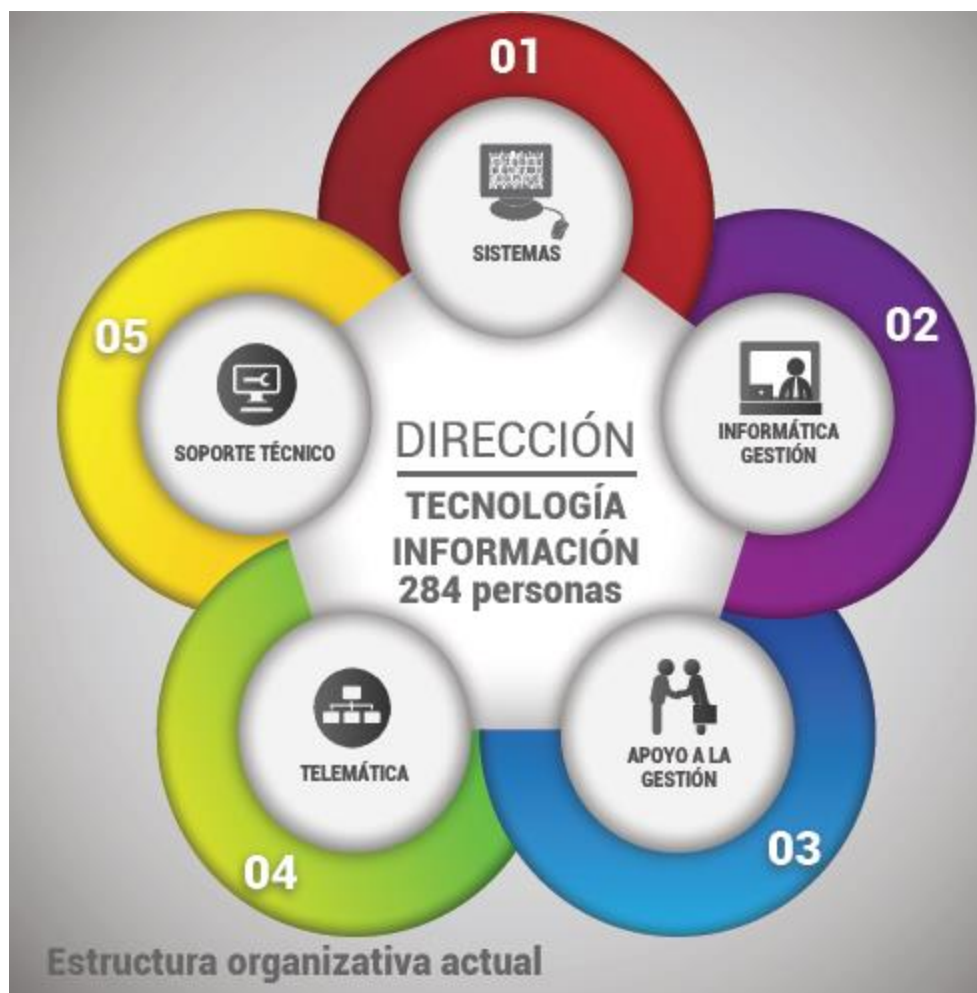 01
SISTEMAS
02
INFORMÁTICA
GESTIÓN
05
SOPORTE TÉCNICO
DIRECCIÓN
TECNOLOGÍA
INFORMACIÓN
284 personas
APOYO A LA
GESTIÓN
03
TELEMÁTICA
04
Estructura organizativa actual